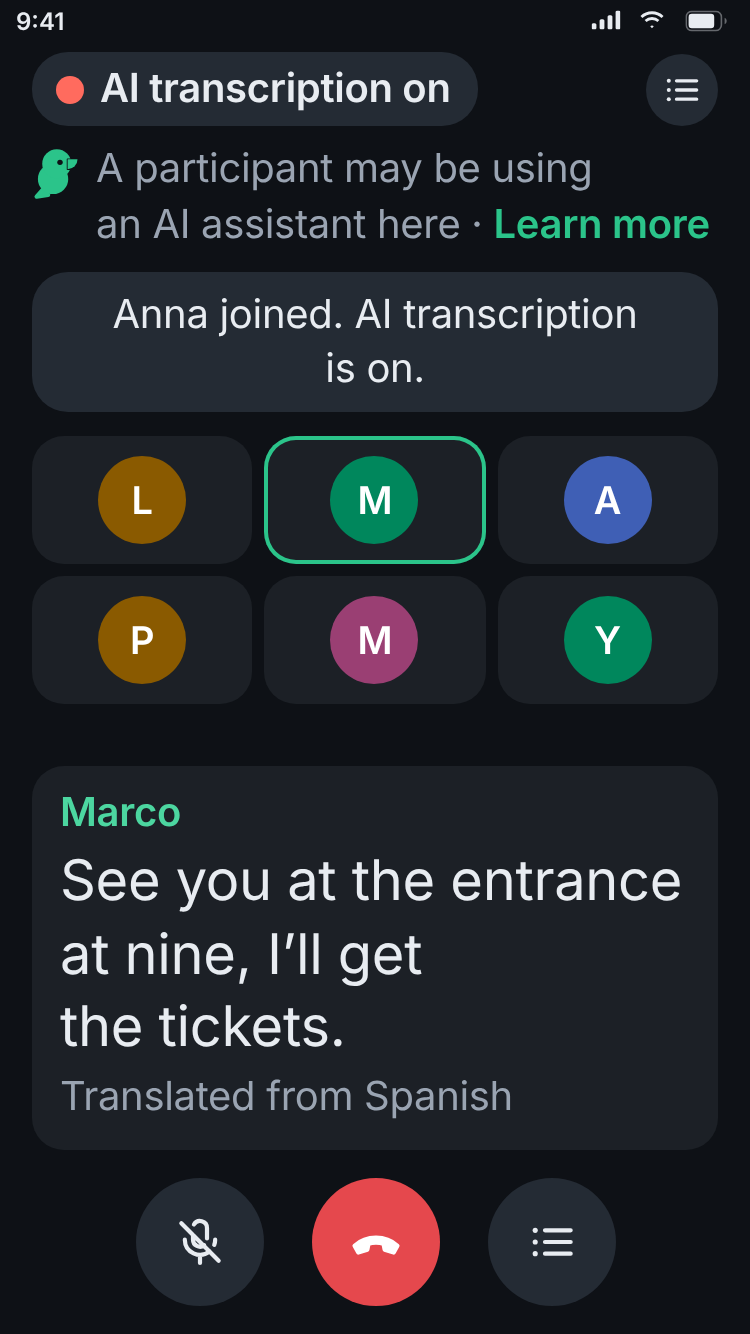 9:41
AI transcription on
A participant may be using
an AI assistant here · Learn more
Anna joined. AI transcription
is on.
L
M
A
P
M
Y
Marco
See you at the entrance
at nine, I’ll get
the tickets.
Translated from Spanish